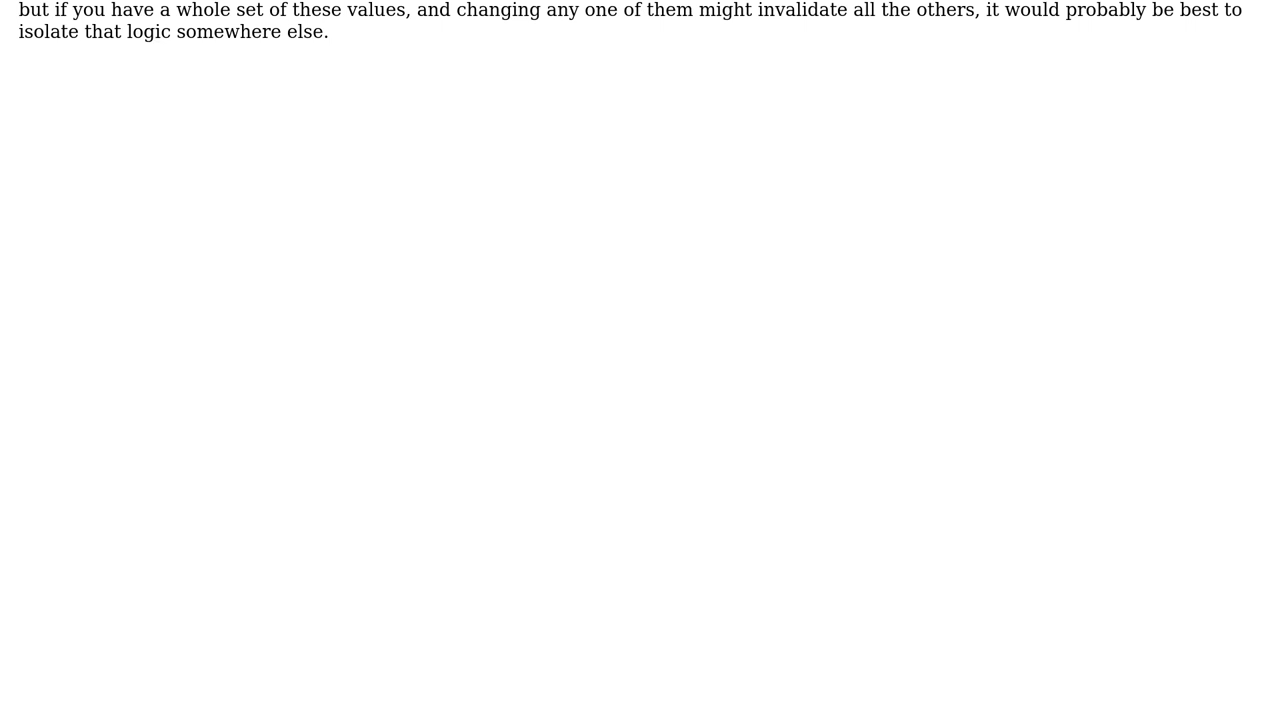 but if you have a whole set of these values, and changing any one of them might invalidate all the others, it would probably be best to
isolate that logic somewhere else.